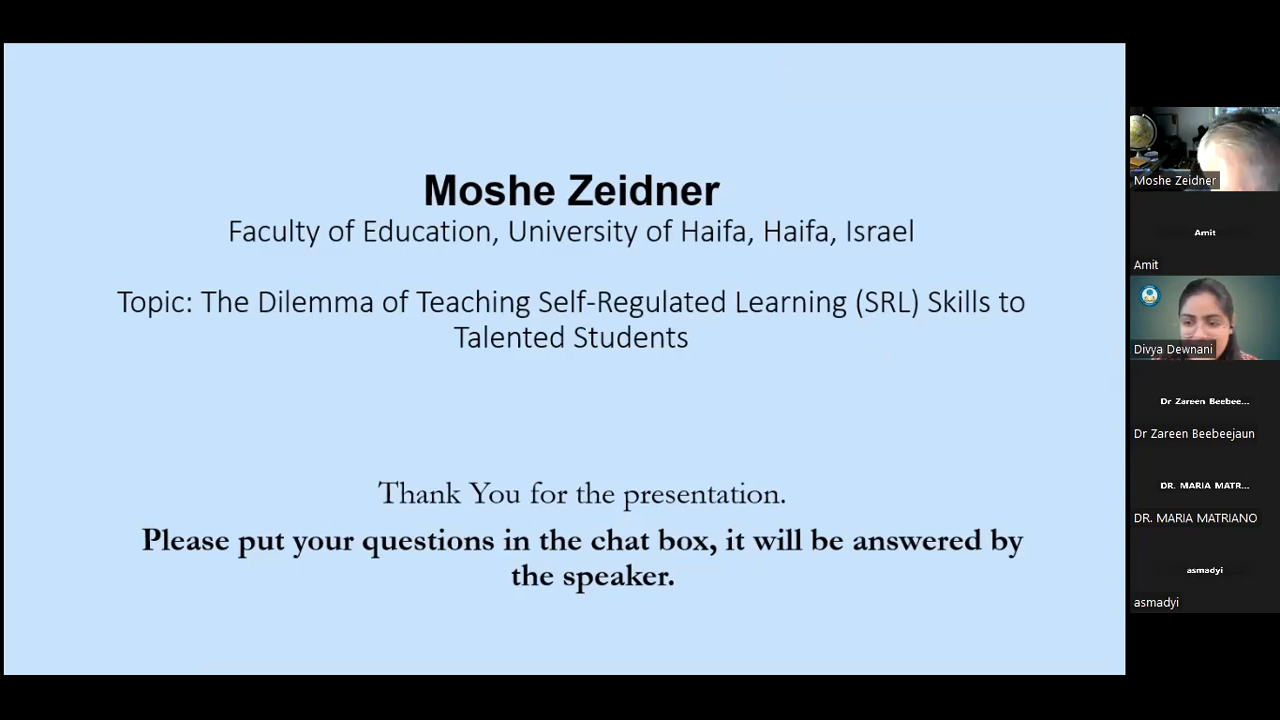 Moshe Zeidner
Faculty of Education, University of Haifa, Haifa, Israel
Topic: The Dilemma of Teaching Self-Regulated Learning (SRL) Skills to
Talented Students
Thank You for the presentation.
Please put your questions in the chat box, it will be answered by
the speaker.
Moshe Zeidner
Amit
Amit
Divya Dewnani
Dr Zareen Beebee...
Dr Zareen Beebeejaun
DR. MARIA MATR...
DR. MARIA MATRIANO
asmadyi
asmadyi